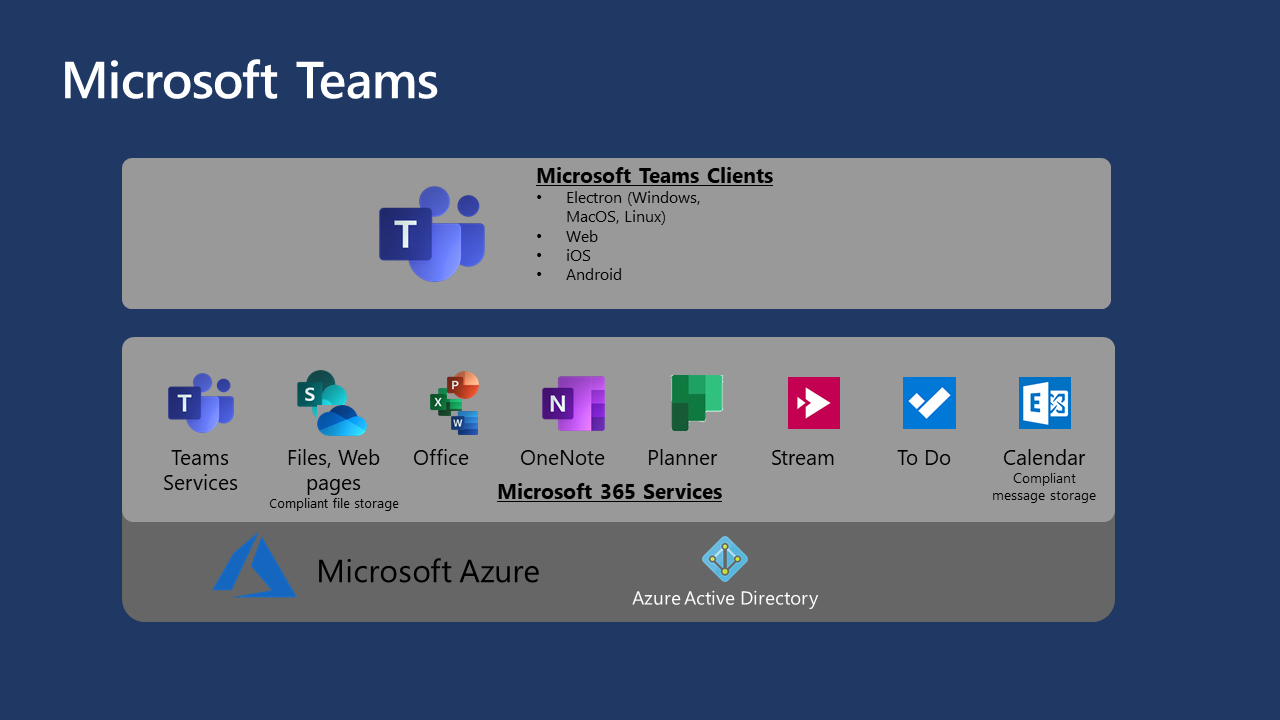 Microsoft Teams
Microsoft Teams Clients
• Electron (Windows,
MacOS, Linux)
• Web
• iOS
• Android
T
T
S
P
X
W
N
E
Teams
Services
Files, Web
pages
Compliant file storage
Office
OneNote
Planner
Stream
To Do
Calendar
Compliant
message storage
Microsoft 365 Services
Microsoft Azure
Azure Active Directory